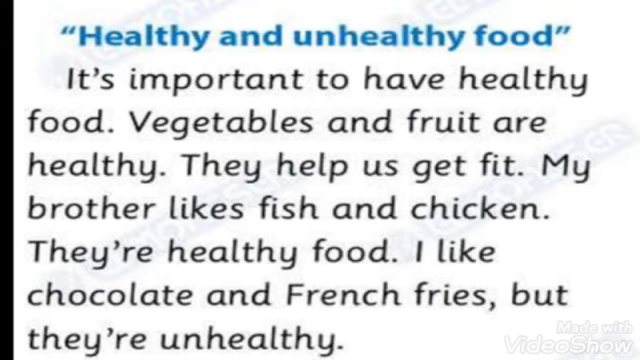 “Healthy and unhealthy food”
It’s important to have healthy
food. Vegetables and fruit are
healthy. They help us get fit. My
brother likes fish and chicken.
They’re healthy food. I like
chocolate and French fries, but
they’re unhealthy.
Made with
VideoShow